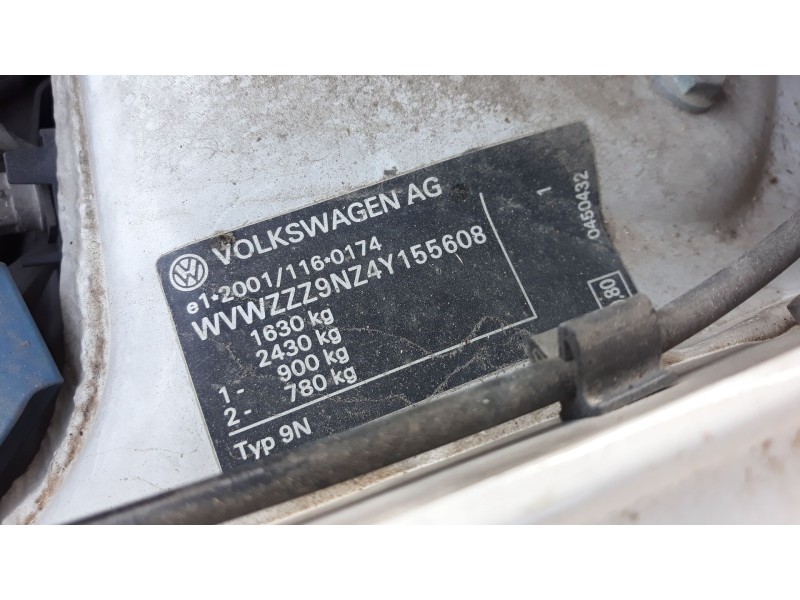 VOLKSWAGEN AG
e1*2001/116*0174
WVWZZZ9NZ4Y155608
1630 kg
2430 kg
1- 900 kg
2- 780 kg
Typ 9N
1
0450432